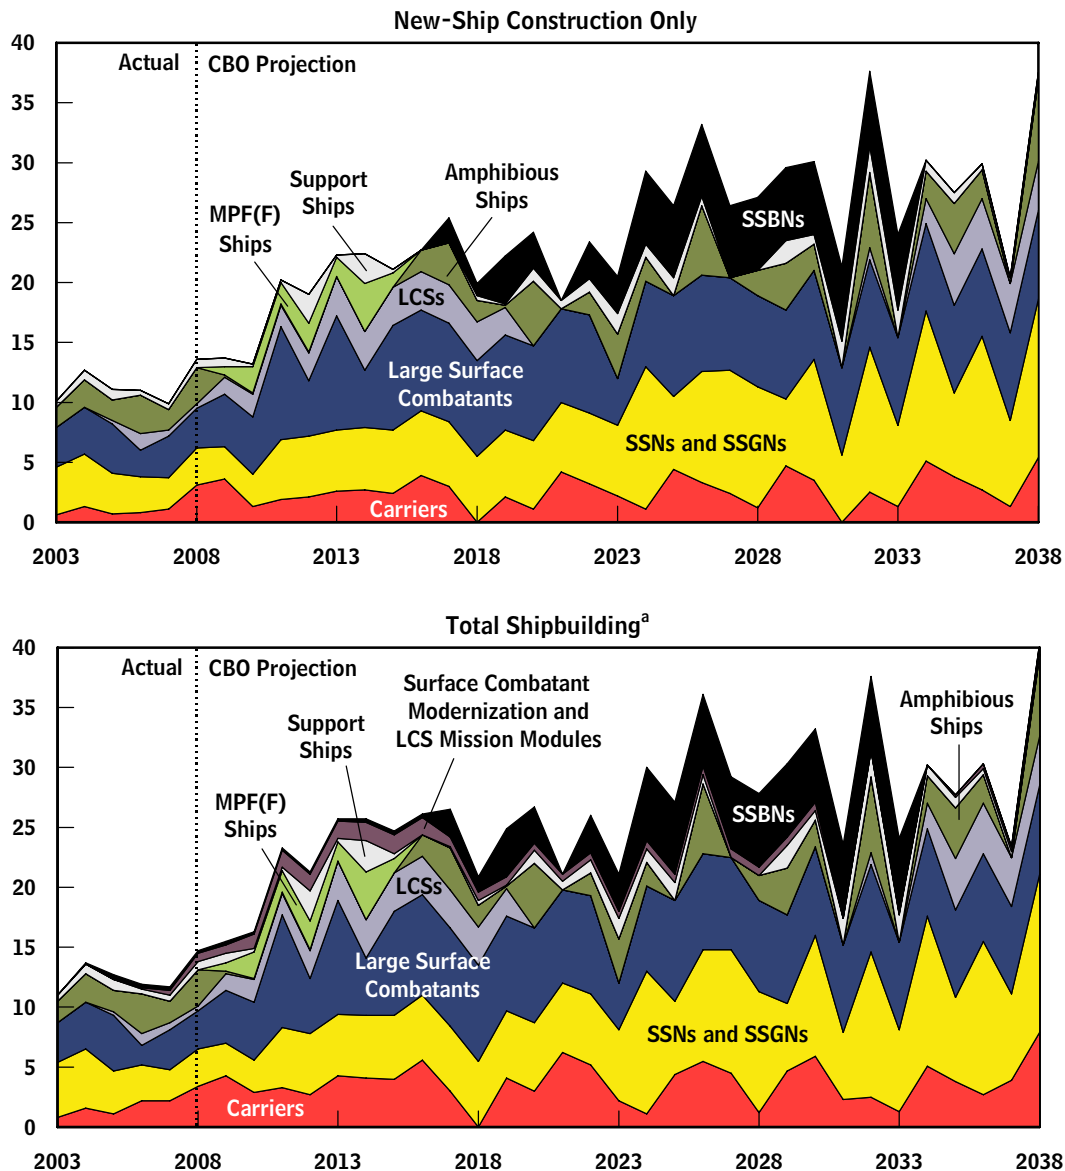 New-Ship Construction Only
40
35
30
25
20
15
10
5
0
Actual
CBO Projection
MPF(F)
Ships
Support
Ships
Amphibious
Ships
LCSs
SSBNs
Large Surface
Combatants
SSNs and SSGNs
Carriers
2003 2008 2013 2018 2023 2028 2033 2038
Total Shipbuilding^a
40
35
30
25
20
15
10
5
0
Actual
CBO Projection
Surface Combatant
Modernization and
LCS Mission Modules
Support
Ships
MPF(F)
Ships
Amphibious
Ships
SSBNs
LCSs
Large Surface
Combatants
SSNs and SSGNs
Carriers
2003 2008 2013 2018 2023 2028 2033 2038